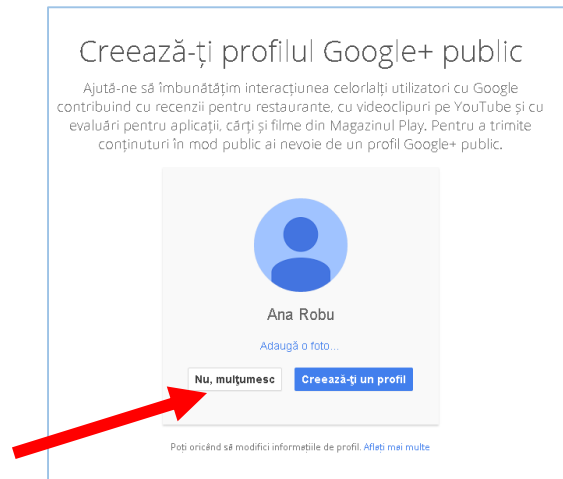 Creează-ți profilul Google+ public
Ajută-ne să îmbunătățim interacțiunea celorlalți utilizatori cu Google
contribuind cu recenzii pentru restaurante, cu videoclipuri pe YouTube și cu
evaluări pentru aplicații, cărți și filme din Magazinul Play. Pentru a trimite
conținuturi în mod public ai nevoie de un profil Google+ public.
Ana Robu
Adaugă o foto...
Nu, mulţumesc
Creează-ţi un profil
Poți oricând să modifici informațiile de profil. Aflați mai multe